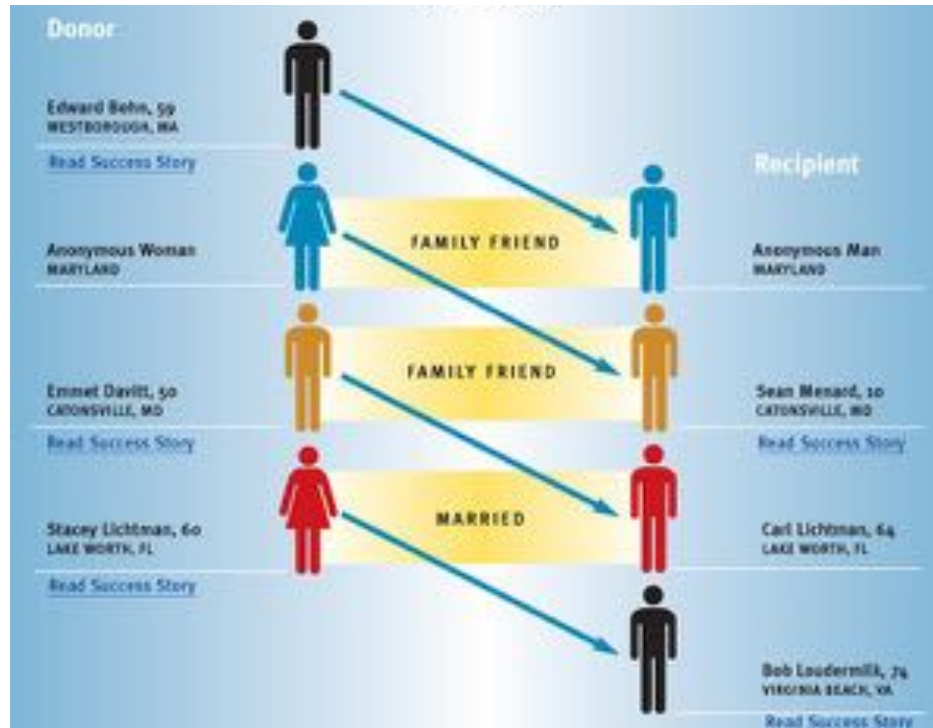 Donor
Edward Behn, 59
WESTBOROUGH, MA
Read Success Story
Recipient
Anonymous Woman
MARYLAND
FAMILY FRIEND
Anonymous Man
MARYLAND
Emmet Davitt, 50
CATONSVILLE, MD
Read Success Story
FAMILY FRIEND
Sean Menard, 10
CATONSVILLE, MD
Read Success Story
Stacey Lichtman, 60
LAKE WORTH, FL
Read Success Story
MARRIED
Carl Lichtman, 64
LAKE WORTH, FL
Bob Loudermilk, 74
VIRGINIA BEACH, VA
Read Success Story